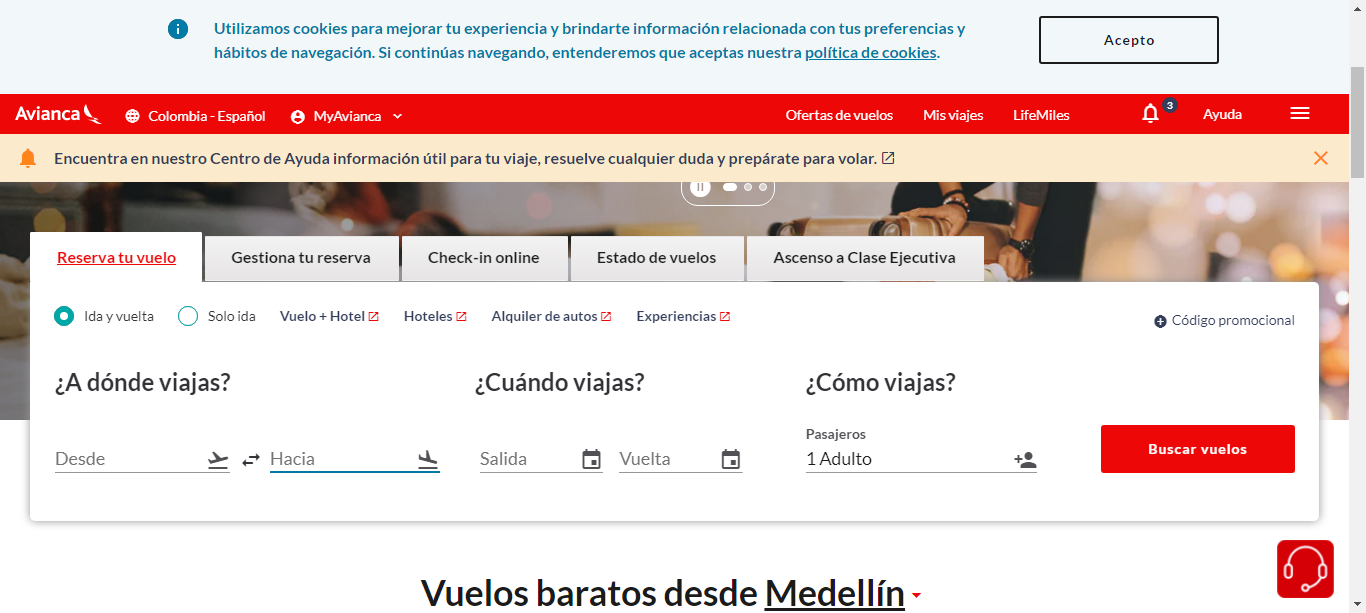 Utilizamos cookies para mejorar tu experiencia y brindarte información relacionada con tus preferencias y
hábitos de navegación. Si continúas navegando, entenderemos que aceptas nuestra política de cookies.
Acepto
Avianca
Colombia - Español
MyAvianca
Ofertas de vuelos
Mis viajes
LifeMiles
3
Ayuda
Encuentra en nuestro Centro de Ayuda información útil para tu viaje, resuelve cualquier duda y prepárate para volar.
Reserva tu vuelo
Gestiona tu reserva
Check-in online
Estado de vuelos
Ascenso a Clase Ejecutiva
Ida y vuelta
Solo ida
Vuelo + Hotel
Hoteles
Alquiler de autos
Experiencias
Código promocional
¿A dónde viajas?
¿Cuándo viajas?
¿Cómo viajas?
Desde
Hacia
Salida
Vuelta
Pasajeros
1 Adulto
Buscar vuelos
Vuelos baratos desde Medellín